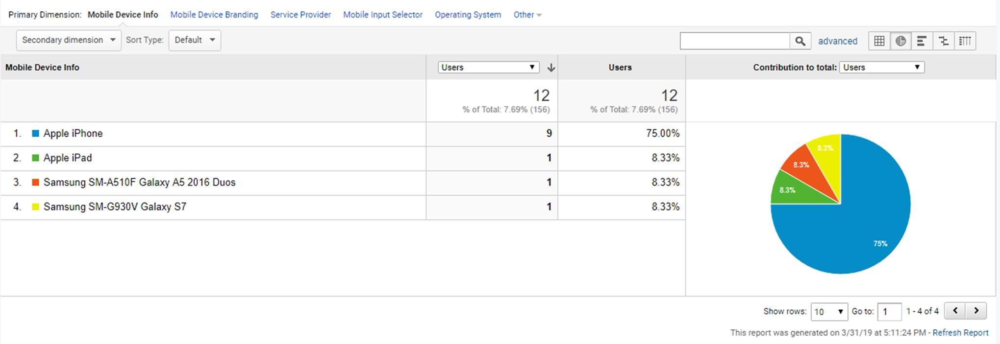 Primary Dimension: Mobile Device Info Mobile Device Branding Service Provider Mobile Input Selector Operating System Other
Secondary dimension Sort Type: Default advanced
Mobile Device Info Users Users Contribution to total: Users
12 12
% of Total: 7.69% (156) % of Total: 7.69% (156)
1. Apple iPhone 9 75.00%
2. Apple iPad 1 8.33%
3. Samsung SM-A510F Galaxy A5 2016 Duos 1 8.33%
4. Samsung SM-G930V Galaxy S7 1 8.33%
8.3%
8.3%
8.3%
75%
Show rows: 10 Go to: 1 1 - 4 of 4
This report was generated on 3/31/19 at 5:11:24 PM - Refresh Report